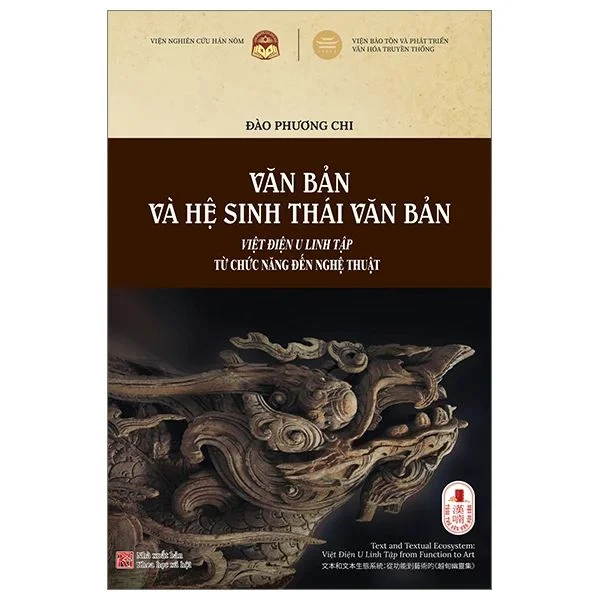 VIỆN NGHIÊN CỨU HÁN NÔM
VIỆN BẢO TỒN VÀ PHÁT TRIỂN
VĂN HÓA TRUYỀN THỐNG
ĐÀO PHƯƠNG CHI
VĂN BẢN
VÀ HỆ SINH THÁI VĂN BẢN
VIỆT ĐIỆN U LINH TẬP
TỪ CHỨC NĂNG ĐẾN NGHỆ THUẬT
漢喃
Text and Textual Ecosystem:
Việt Điện U Linh Tập from Function to Art
文本和文本生態系統：從功能到藝術的《越甸幽靈集》
Nhà xuất bản
Khoa học xã hội